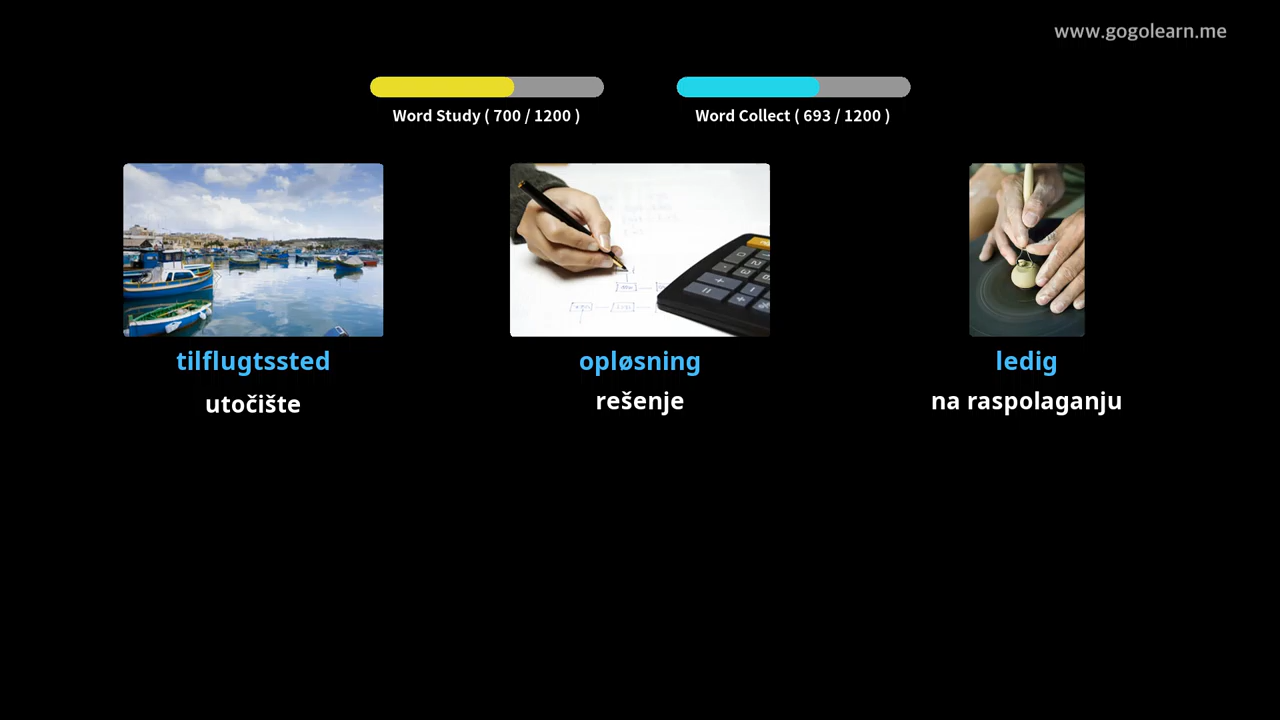 www.gogolearn.me
Word Study ( 700 / 1200 )
Word Collect ( 693 / 1200 )
tilflugtssted
opløsning
ledig
utočište
rešenje
na raspolaganju